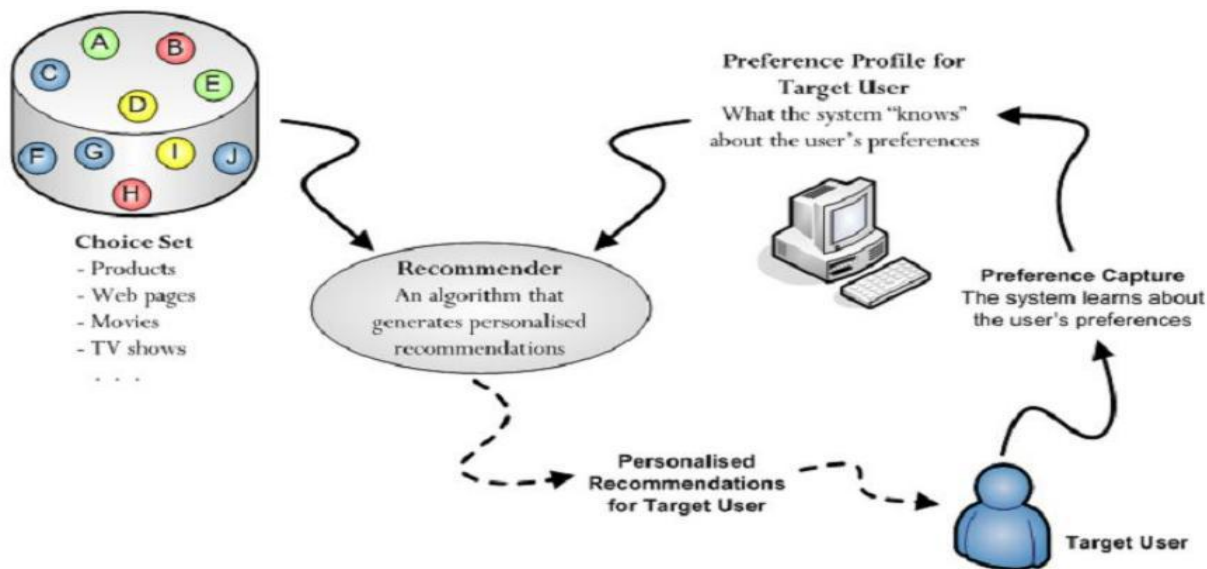 A
B
C
E
D
F
G
I
J
H
Choice Set
- Products
- Web pages
- Movies
- TV shows
. . .
Recommender
An algorithm that
generates personalised
recommendations
Preference Profile for
Target User
What the system “knows”
about the user’s preferences
Preference Capture
The system learns about
the user’s preferences
Personalised
Recommendations
for Target User
Target User